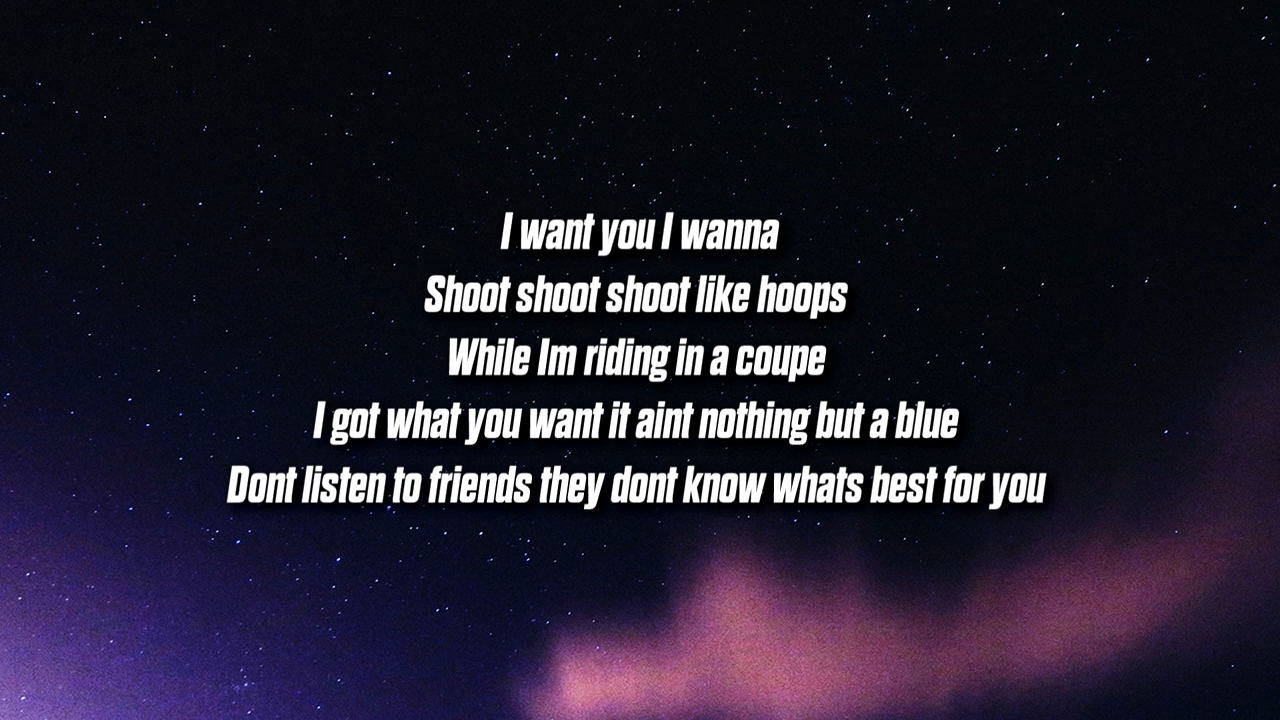 I want you I wanna
Shoot shoot shoot like hoops
While Im riding in a coupe
I got what you want it aint nothing but a blue
Dont listen to friends they dont know whats best for you